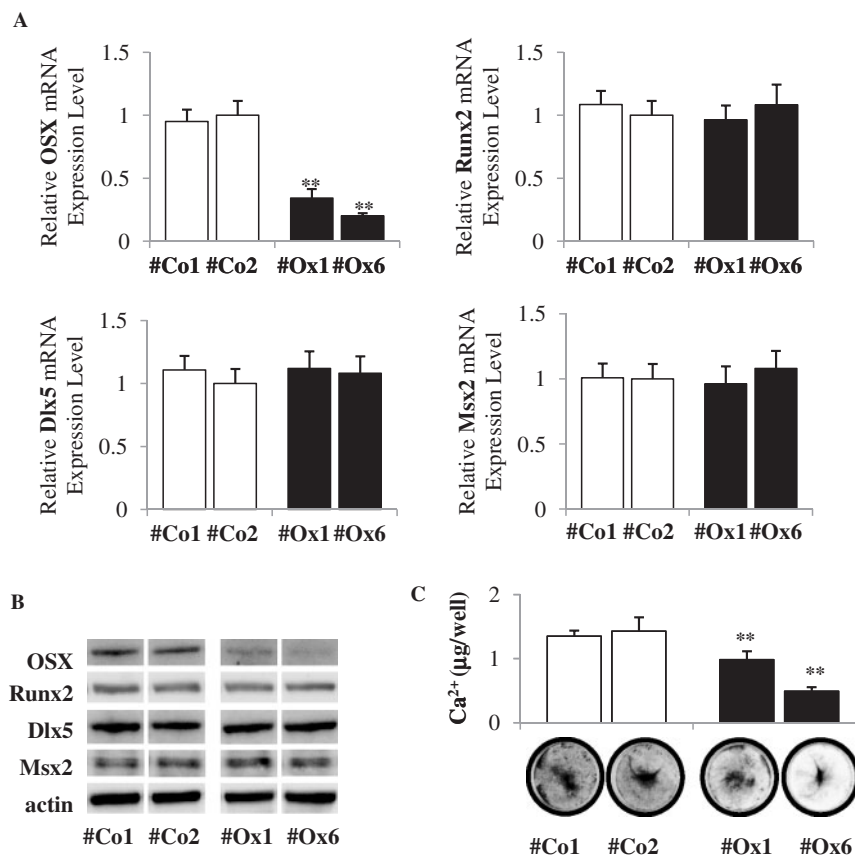 A
Relative OSX mRNA
Expression Level
1.5
1
0.5
0
**
**
#Co1 #Co2 #Ox1 #Ox6
Relative Runx2 mRNA
Expression Level
1.5
1
0.5
0
#Co1 #Co2 #Ox1 #Ox6
Relative Dlx5 mRNA
Expression Level
1.5
1
0.5
0
#Co1 #Co2 #Ox1 #Ox6
Relative Msx2 mRNA
Expression Level
1.5
1
0.5
0
#Co1 #Co2 #Ox1 #Ox6
B
OSX
Runx2
Dlx5
Msx2
actin
#Co1 #Co2 #Ox1 #Ox6
C
Ca²⁺ (µg/well)
2
1
0
**
**
#Co1 #Co2 #Ox1 #Ox6